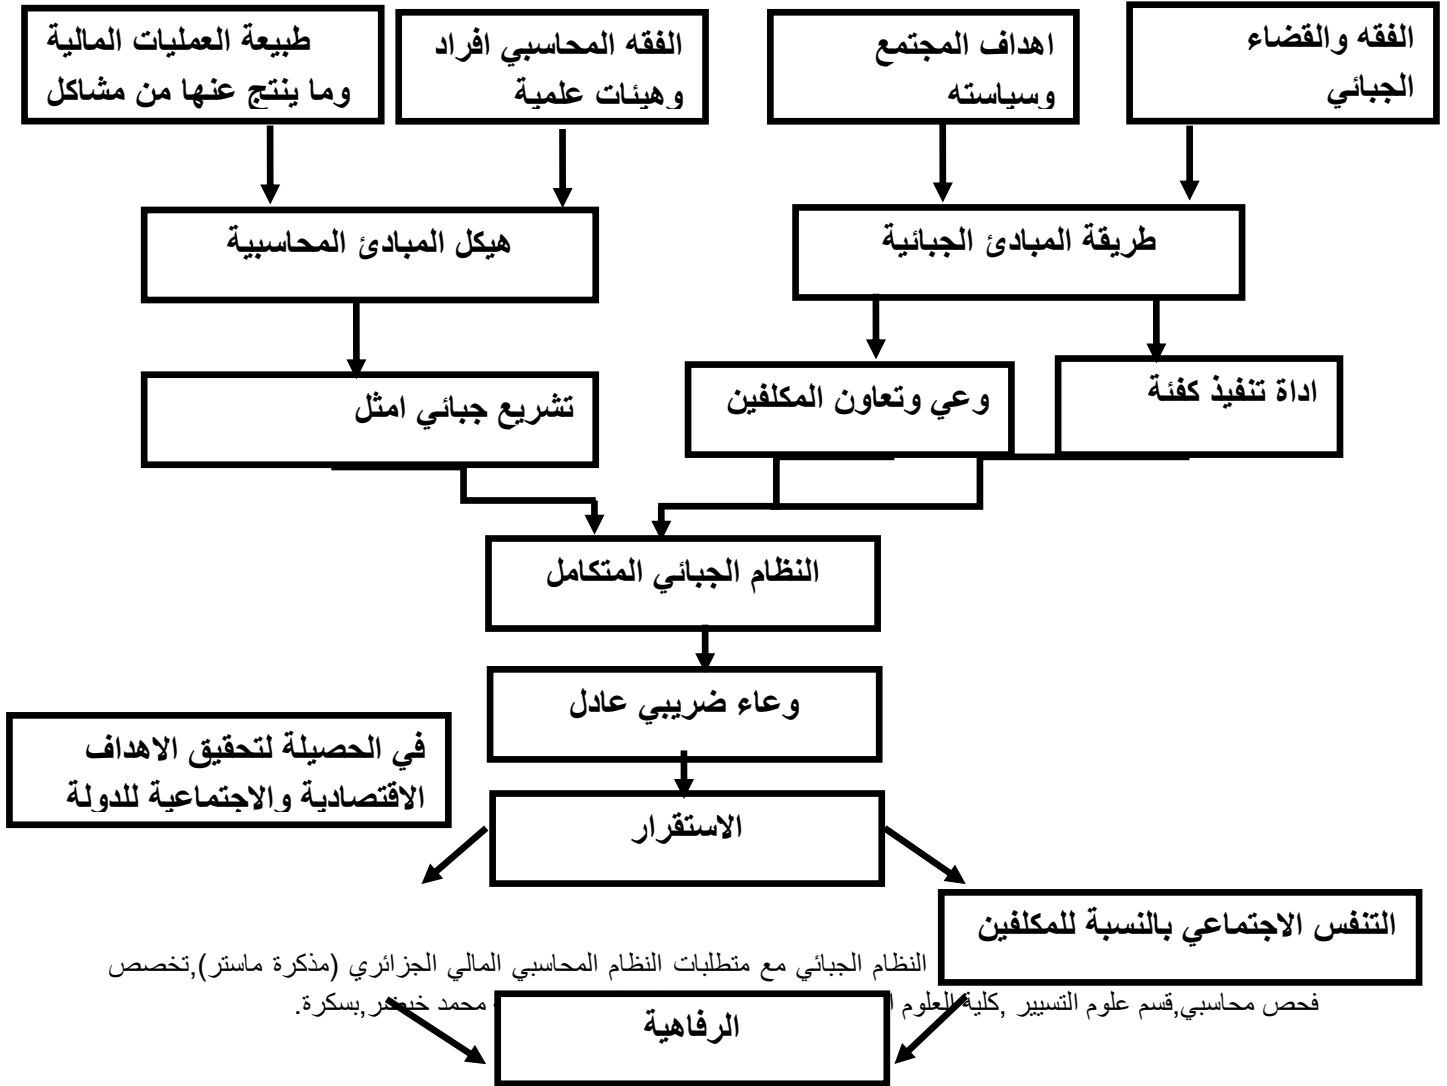 الفقه والقضاء
الجبائي
اهداف المجتمع
وسياسته
الفقه المحاسبي افراد
وهيئات علمية
طبيعة العمليات المالية
وما ينتج عنها من مشاكل
طريقة المبادئ الجبائية
هيكل المبادئ المحاسبية
اداة تنفيذ كفئة
وعي وتعاون المكلفين
تشريع جبائي امثل
النظام الجبائي المتكامل
وعاء ضريبي عادل
في الحصيلة لتحقيق الاهداف
الاقتصادية والاجتماعية للدولة
الاستقرار
التنفس الاجتماعي بالنسبة للمكلفين
النظام الجبائي مع متطلبات النظام المحاسبي المالي الجزائري (مذكرة ماستر),تخصص
فحص محاسبي,قسم علوم التسيير ,كلية العلوم محمد خيضر,بسكرة.
الرفاهية